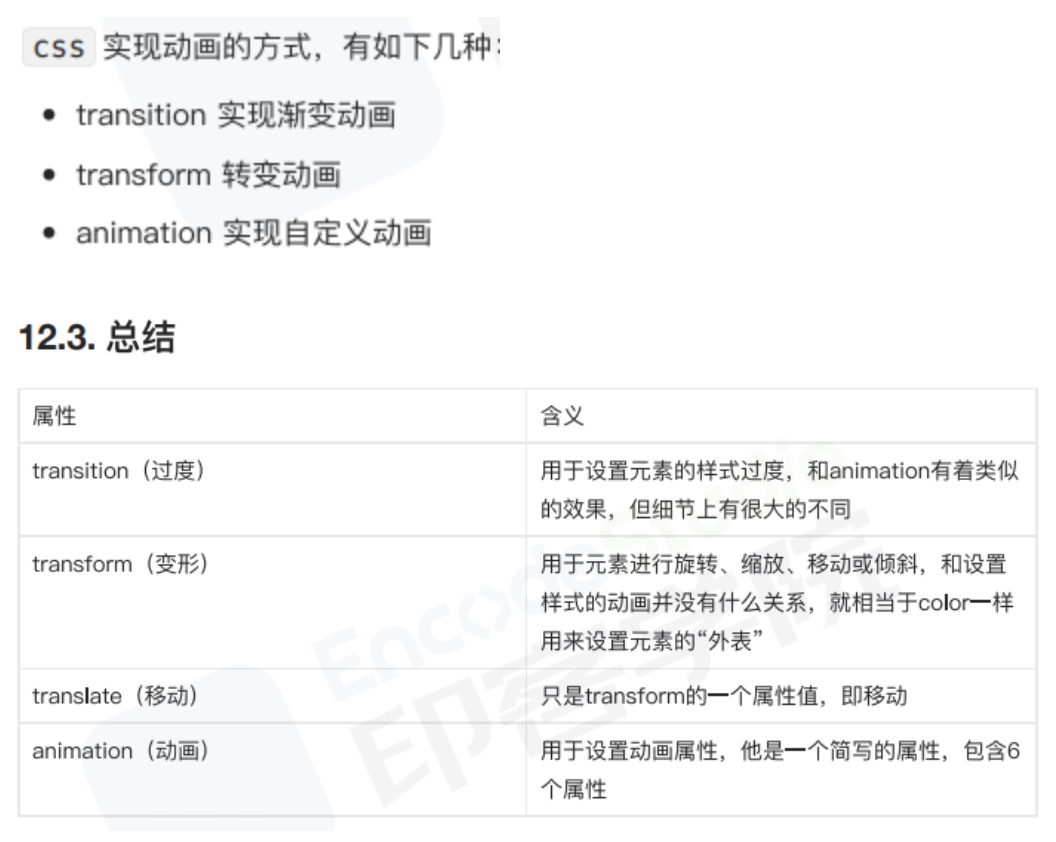 css 实现动画的方式，有如下几种：
• transition 实现渐变动画
• transform 转变动画
• animation 实现自定义动画
12.3. 总结
属性 含义
transition（过度） 用于设置元素的样式过度，和animation有着类似
的效果，但细节上有很大的不同
transform（变形） 用于元素进行旋转、缩放、移动或倾斜，和设置
样式的动画并没有什么关系，就相当于color一样
用来设置元素的“外表”
translate（移动） 只是transform的一个属性值，即移动
animation（动画） 用于设置动画属性，他是一个简写的属性，包含6
个属性
Encode Studio
印客学院